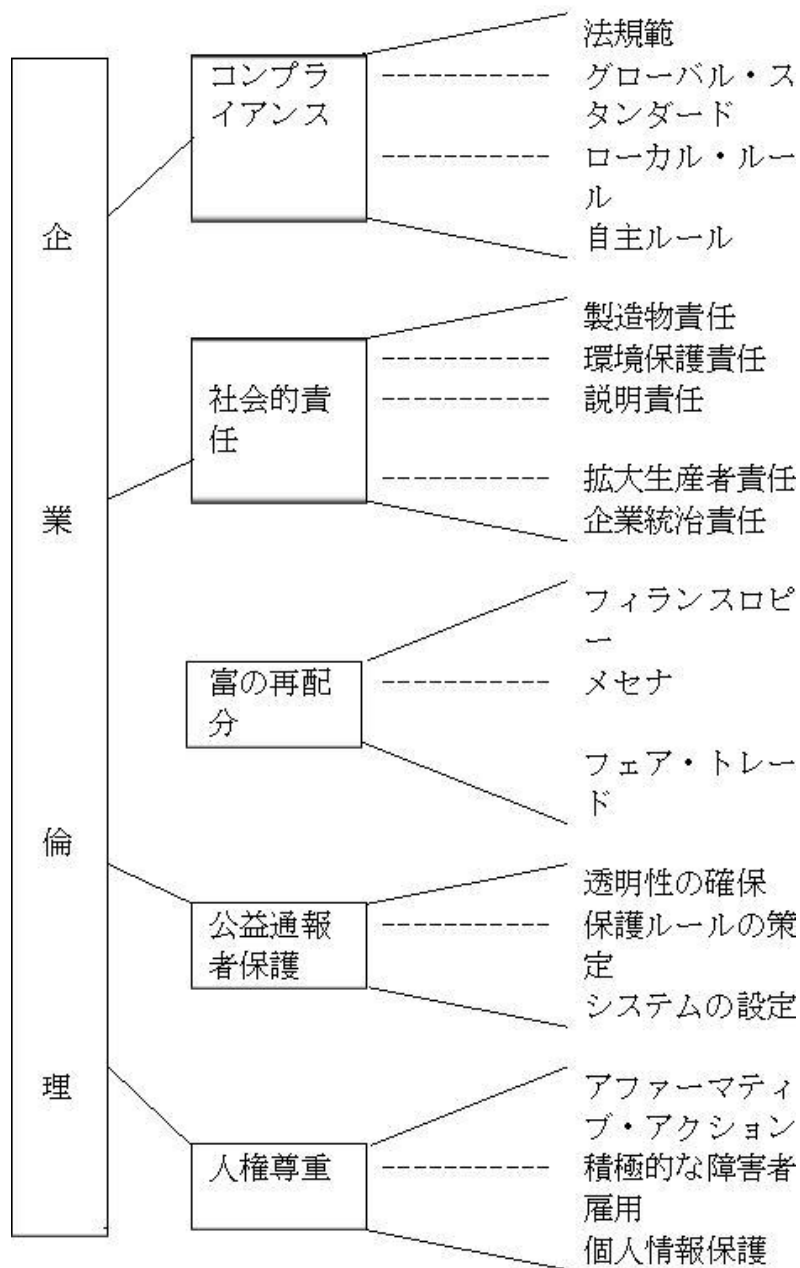 企
業
倫
理
コンプラ
イアンス
法規範
グローバル・ス
タンダード
ローカル・ルー
ル
自主ルール
社会的責
任
製造物責任
環境保護責任
説明責任
拡大生産者責任
企業統治責任
富の再配
分
フィランスロピ
ー
メセナ
フェア・トレー
ド
公益通報
者保護
透明性の確保
保護ルールの策
定
システムの設定
人権尊重
アファーマティ
ブ・アクション
積極的な障害者
雇用
個人情報保護